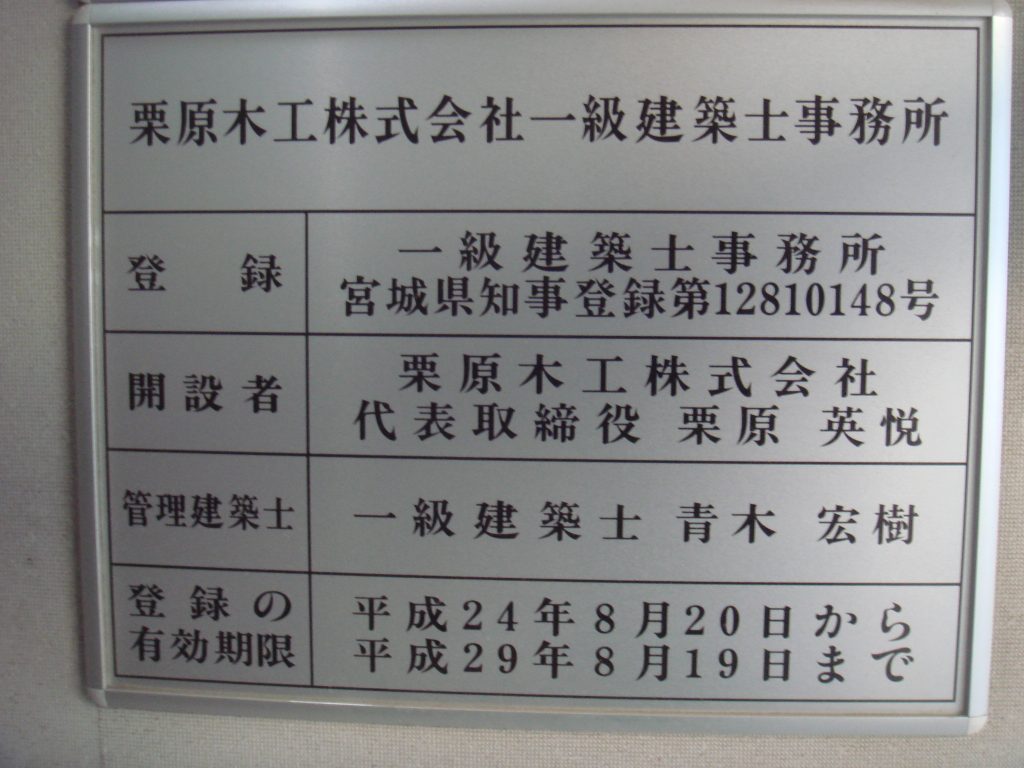 栗原木工株式会社一級建築士事務所
登録
一級建築士事務所
宮城県知事登録第12810148号
開設者
栗原木工株式会社
代表取締役 栗原 英悦
管理建築士
一級建築士 青木 宏樹
登録の
有効期限
平成24年8月20日から
平成29年8月19日まで